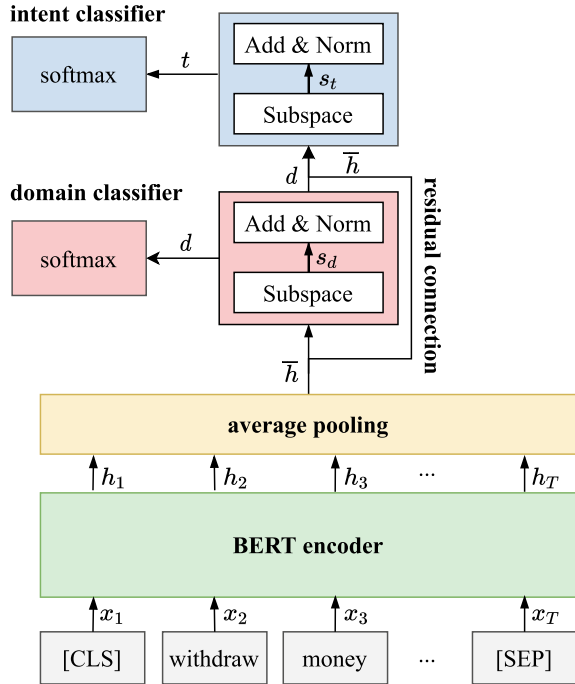 intent classifier
softmax
t
Add & Norm
s_t
Subspace
d
h̅
domain classifier
softmax
d
Add & Norm
s_d
Subspace
residual connection
h̅
average pooling
h_1 h_2 h_3 ... h_T
BERT encoder
x_1 x_2 x_3 x_T
[CLS] withdraw money ... [SEP]